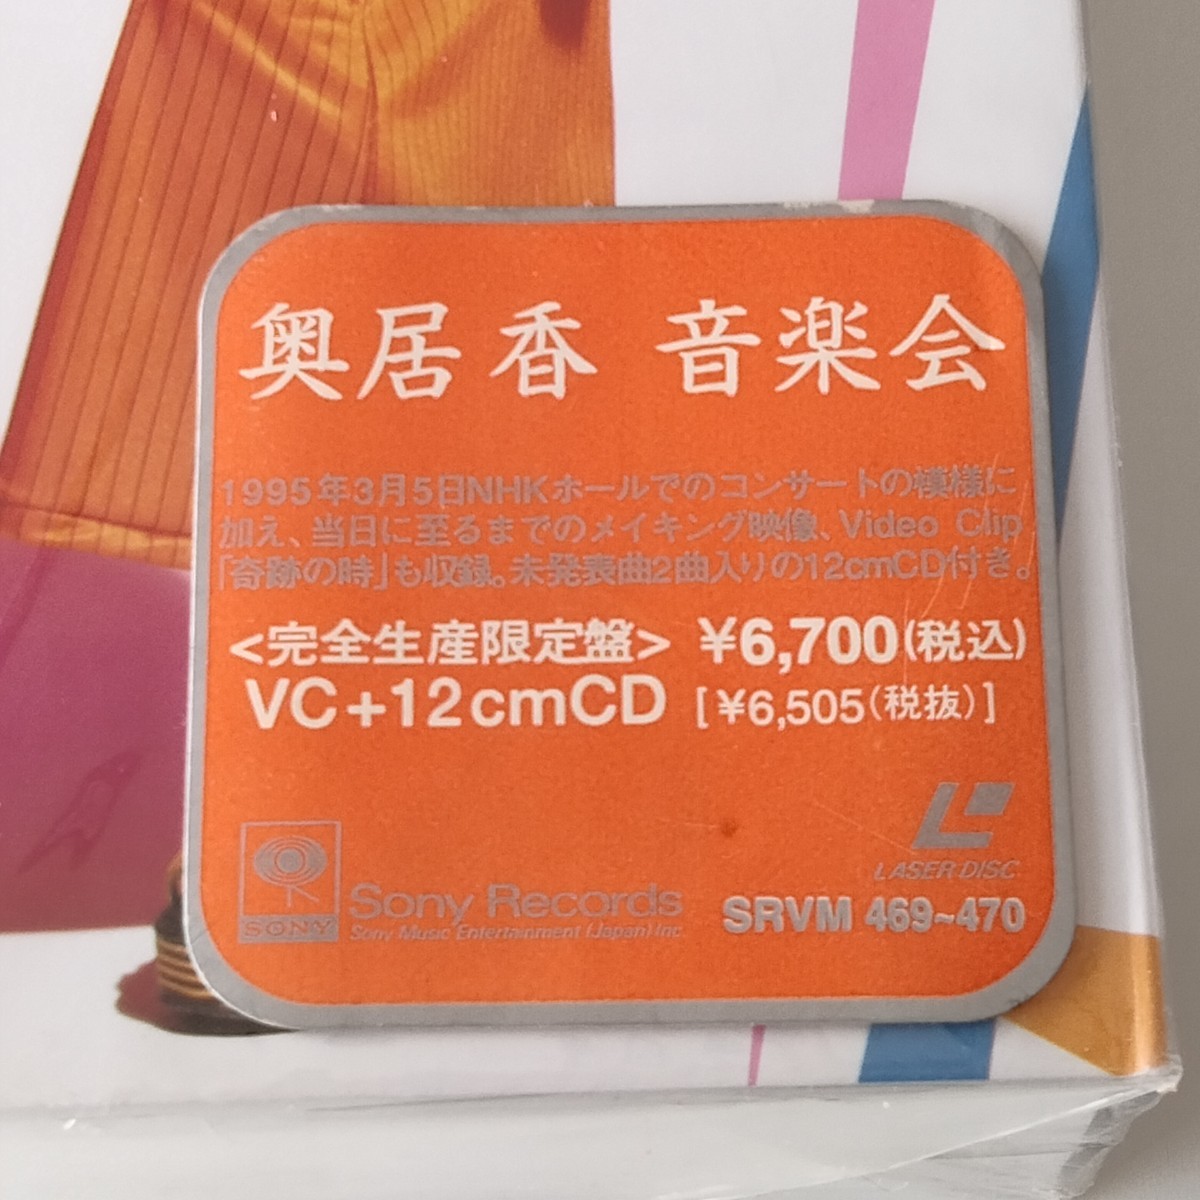 奥居 香 音楽会
1995年3月5日NHKホールでのコンサートの模様に
加え、当日に至るまでのメイキング映像、Video Clip
「奇跡の時」も収録。未発表曲2曲入りの12cmCD付き。
<完全生産限定盤> ¥6,700(税込)
VC+12cmCD [¥6,505(税抜)]
LASER DISC
SONY
Sony Records
Sony Music Entertainment (Japan) Inc.
SRVM 469~470